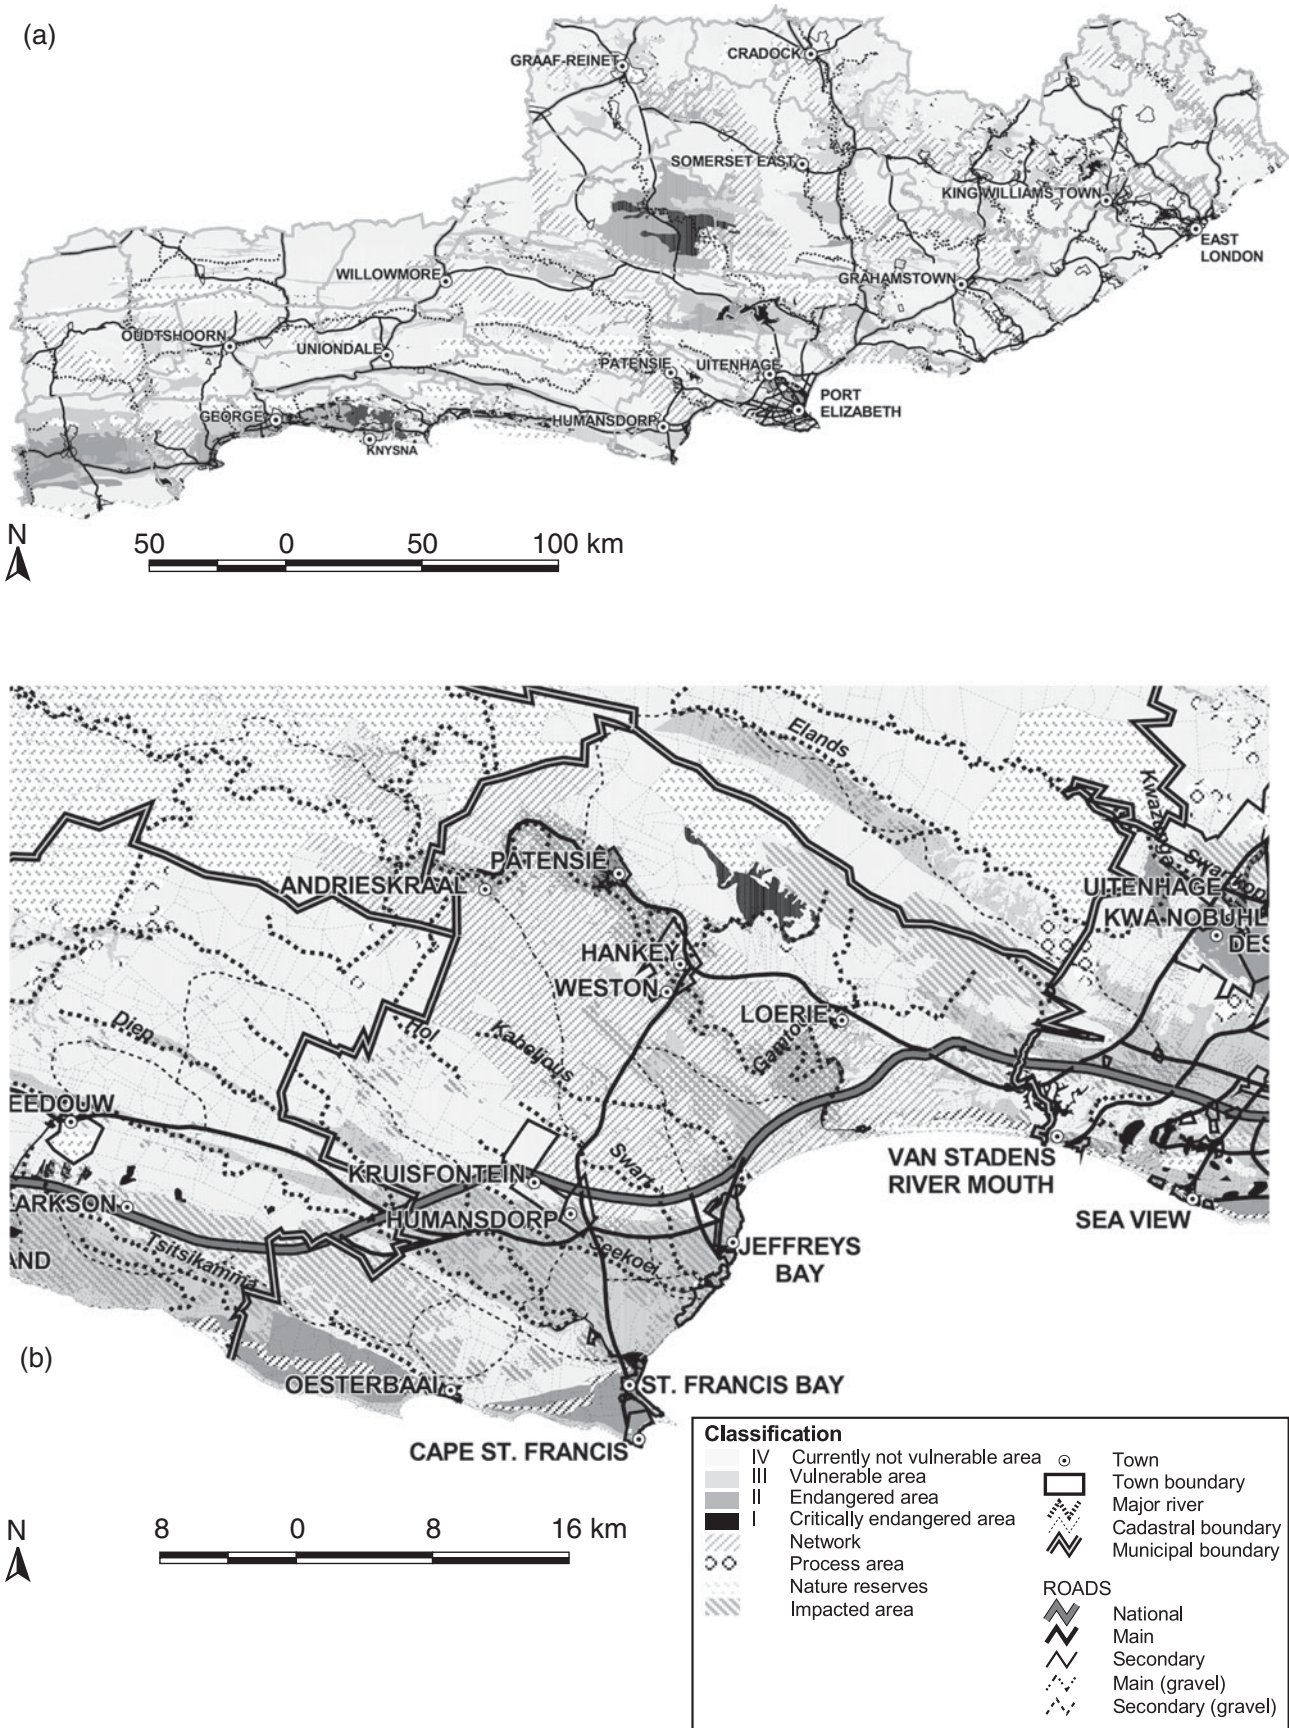 (a)
GRAAF-REINET
CRADOCK
SOMERSET EAST
KING WILLIAMS TOWN
EAST
LONDON
WILLOWMORE
GRAHAMSTOWN
OUDTSHOORN
UNIONDALE
PATENSIE
UITENHAGE
PORT
ELIZABETH
GEORGE
HUMANSDORP
KNYSNA
N
50 0 50 100 km
Elands
Kwazunga
PATENSIE
ANDRIESKRAAL
UITENHAGE
Swartkop
KWA NOBUHL
DES
HANKEY
WESTON
LOERIE
Diep
Hol
Kabeljous
Gamtoos
EEDOUW
KRUISFONTEIN
Swart
VAN STADENS
RIVER MOUTH
ARKSON
HUMANSDORP
SEA VIEW
Tsitsikamma
Seekoei
JEFFREYS
BAY
AND
(b)
OESTERBAAI
ST. FRANCIS BAY
CAPE ST. FRANCIS
N
8 0 8 16 km
Classification
IV Currently not vulnerable area
III Vulnerable area
II Endangered area
I Critically endangered area
Network
Process area
Nature reserves
Impacted area
Town
Town boundary
Major river
Cadastral boundary
Municipal boundary
ROADS
National
Main
Secondary
Main (gravel)
Secondary (gravel)